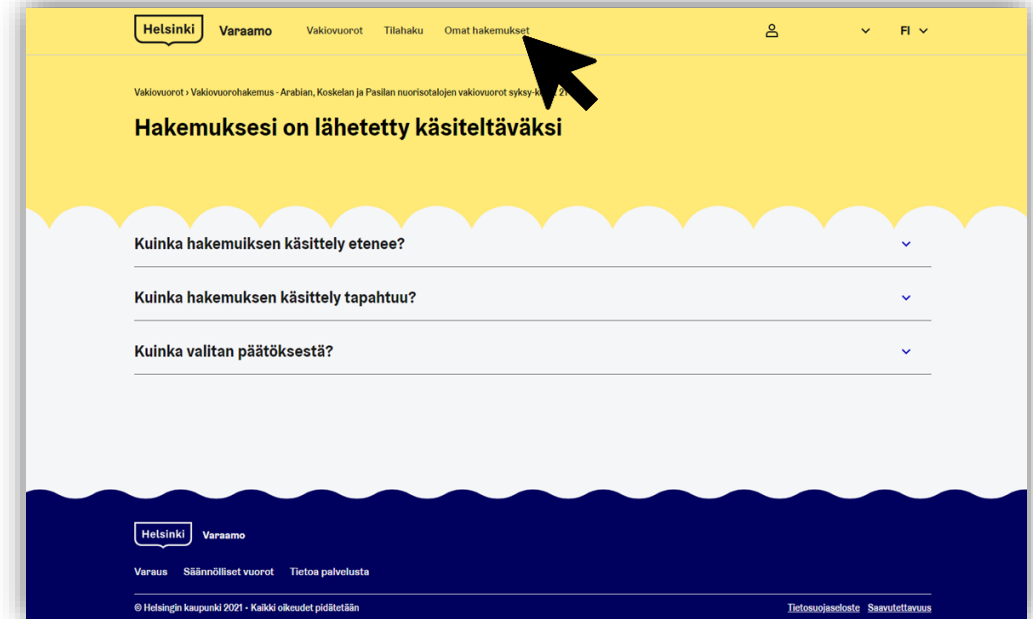 Helsinki Varaamo Vakiovuorot Tilahaku Omat hakemukset FI
Vakiovuorot › Vakiovuorohakemus - Arabian, Koskelan ja Pasilan nuorisotalojen vakiovuorot syksy- 21
Hakemuksesi on lähetetty käsiteltäväksi
Kuinka hakemuiksen käsittely etenee?
Kuinka hakemuksen käsittely tapahtuu?
Kuinka valitan päätöksestä?
Helsinki Varaamo
Varaus Säännölliset vuorot Tietoa palvelusta
© Helsingin kaupunki 2021 • Kaikki oikeudet pidätetään Tietosuojaseloste Saavutettavuus